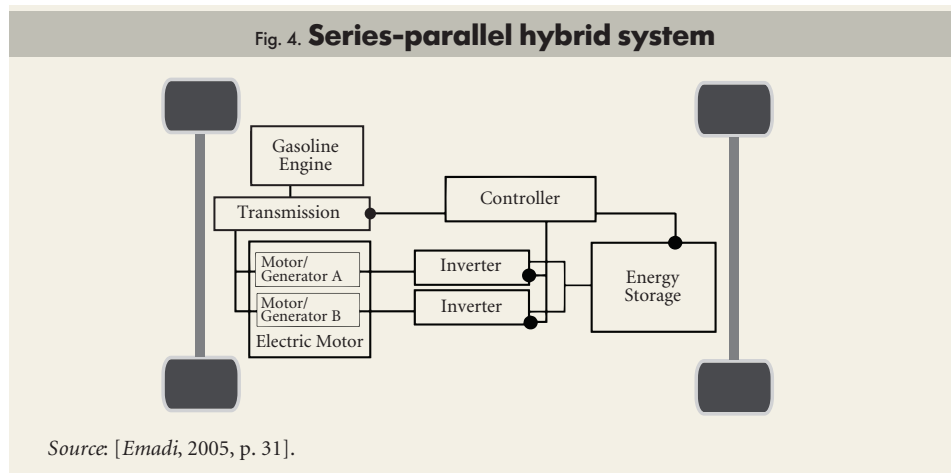 Fig. 4. Series-parallel hybrid system
Gasoline
Engine
Transmission
Controller
Motor/
Generator A
Motor/
Generator B
Electric Motor
Inverter
Inverter
Energy
Storage
Source: [Emadi, 2005, p. 31].